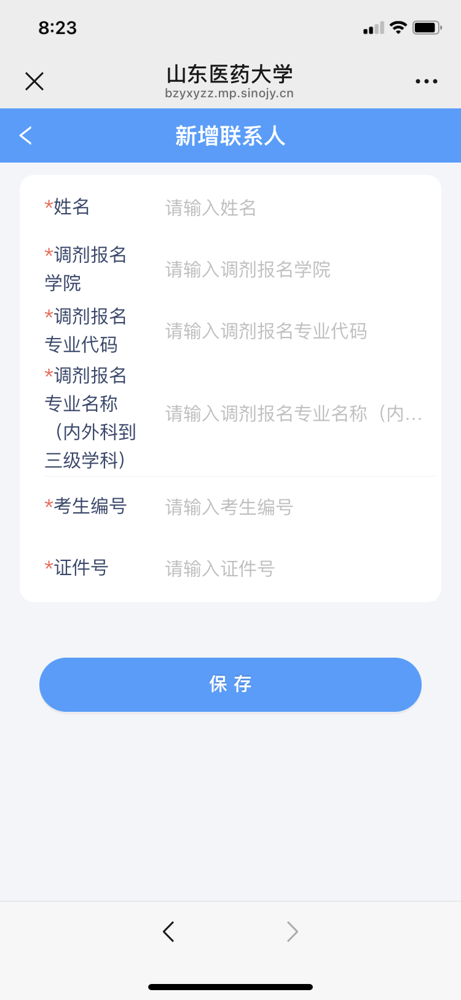 8:23
山东医药大学
bzyxyzz.mp.sinojy.cn
新增联系人
*姓名
请输入姓名
*调剂报名
学院
请输入调剂报名学院
*调剂报名
专业代码
请输入调剂报名专业代码
*调剂报名
专业名称
（内外科到
三级学科）
请输入调剂报名专业名称（内...
*考生编号
请输入考生编号
*证件号
请输入证件号
保 存